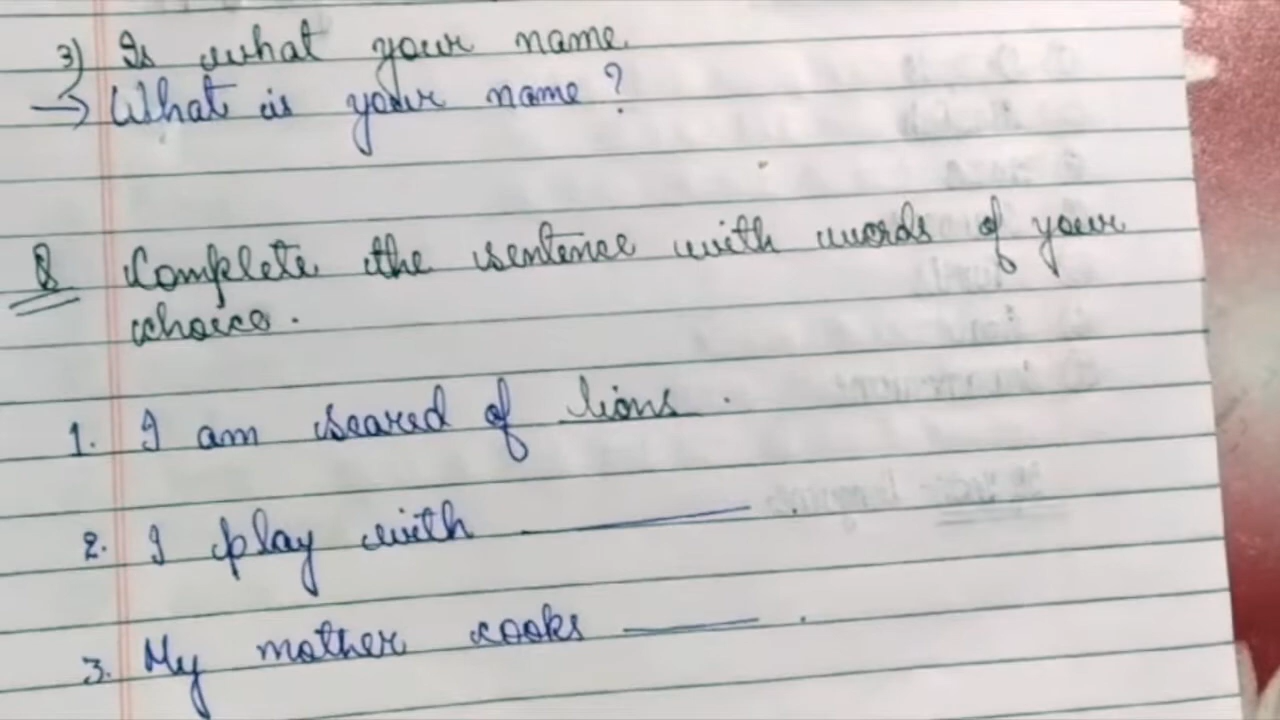 3) Is what your name.
→ What is your name?
Q Complete the sentence with words of your
choice.
1. I am scared of lions.
2. I play with ________.
3. My mother cooks ______.